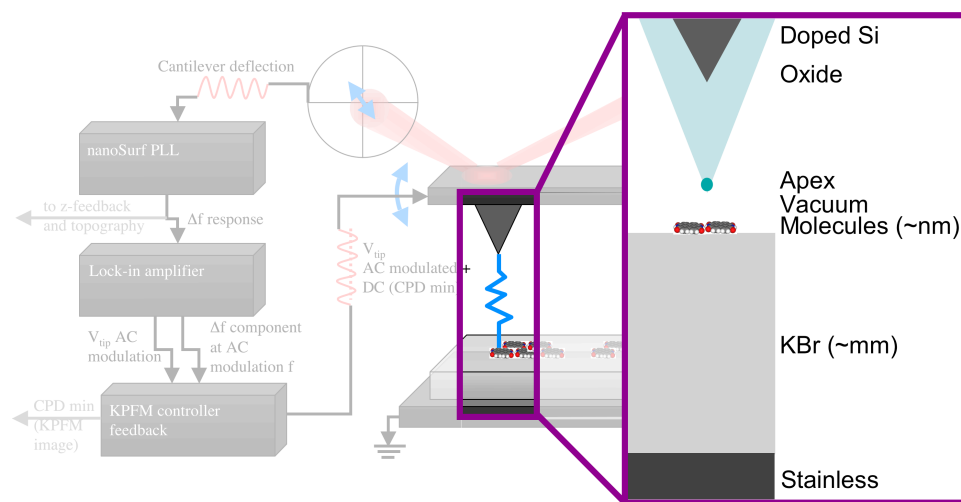 Cantilever deflection
nanoSurf PLL
to z-feedback
and topography
Δf response
Lock-in amplifier
V_tip AC
modulation
Δf component
at AC
modulation f
CPD min
(KPFM
image)
KPFM controller
feedback
V_tip
AC modulated +
DC (CPD min)
Doped Si
Oxide
Apex
Vacuum
Molecules (~nm)
KBr (~mm)
Stainless